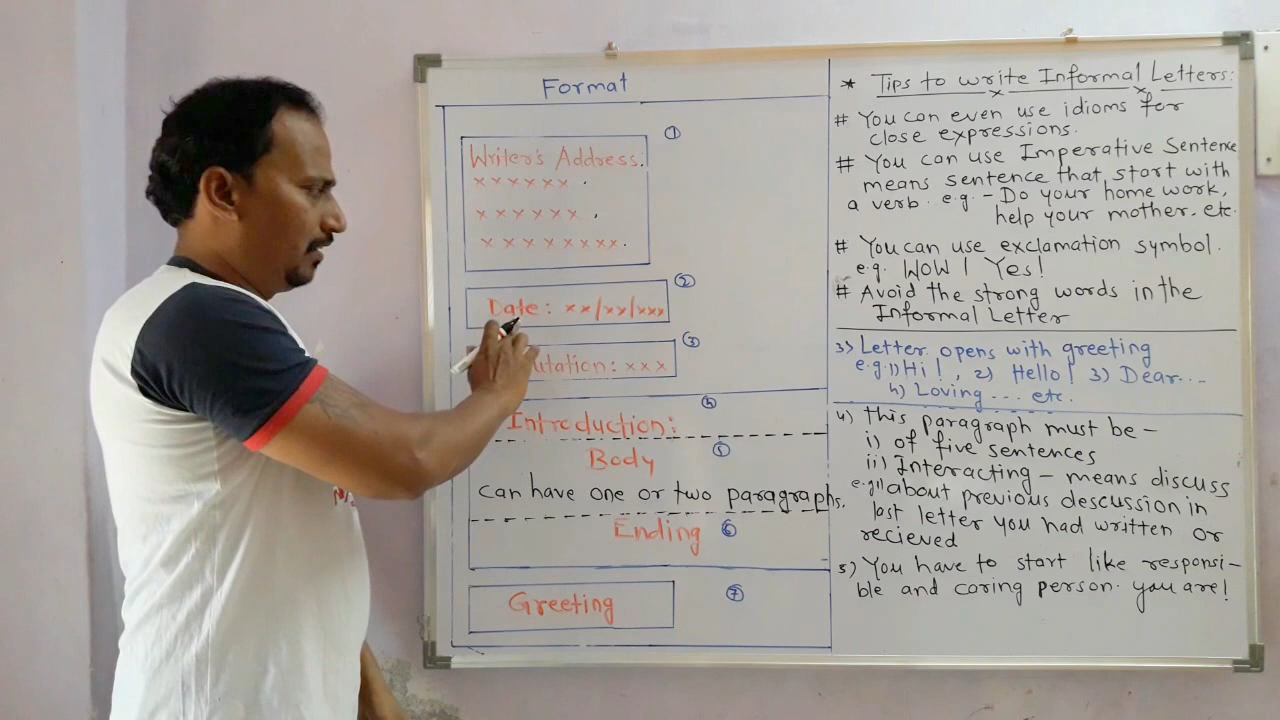 Format
①
Writer's Address:
xxxxxx .
xxxxxx ,
xxxxxxxx.
②
Date: xx/xx/xxx
③
utation: xxx
4
Introduction:
5
Body
can have one or two paragraphs.
Ending ⑥
Greeting ⑦
* Tips to write Informal Letters:
# You can even use idioms for
close expressions.
# You can use Imperative Sentence
means sentence that start with
a verb. e.g. - Do your home work,
help your mother. etc.
# You can use exclamation symbol.
e.g. WOW! Yes!
# Avoid the strong words in the
Informal Letter
3) Letter opens with greeting
e.g. 1) Hi!, 2) Hello! 3) Dear...
4) Loving.... etc.
4) this paragraph must be -
i) of five sentences
ii) Interacting - means discuss
e.g. 1) about previous descussion in
last letter you had written or
recieved
5) You have to start like responsi-
ble and caring person. you are!